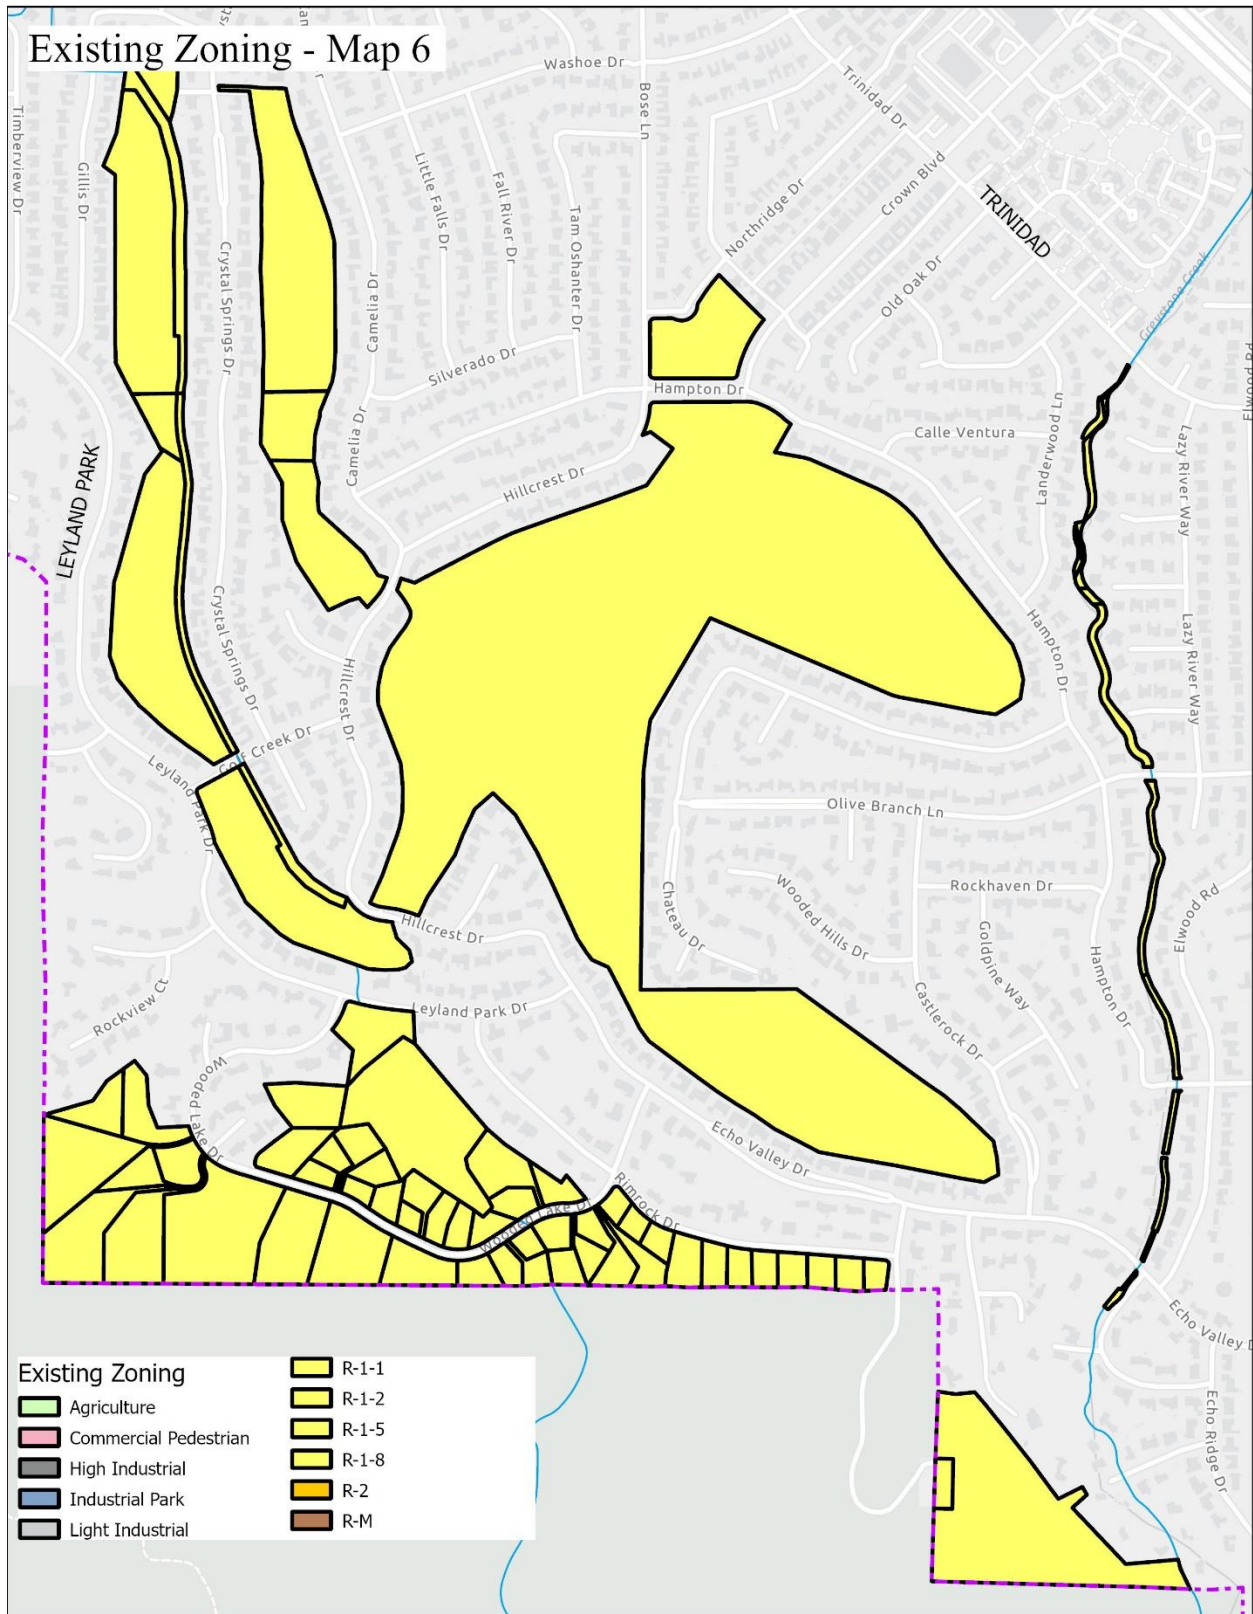 Existing Zoning - Map 6
Washoe Dr
Trinidad Dr
Bose Ln
Timberview Dr
Gillis Dr
Little Falls Dr
Fall River Dr
Tam Oshanter Dr
Northridge Dr
Crown Blvd
TRINIDAD
Old Oak Dr
Greystone Creek
Crystal Springs Dr
Camelia Dr
Silverado Dr
Hampton Dr
Camelia Dr
Hillcrest Dr
Calle Ventura
Landerwood Ln
Lazy River Way
LEYLAND PARK
Crystal Springs Dr
Hillcrest Dr
Hampton Dr
Lazy River Way
Golf Creek Dr
Leyland Park Dr
Olive Branch Ln
Chateau Dr
Wooded Hills Dr
Rockhaven Dr
Elwood Rd
Goldpine Way
Hampton Dr
Hillcrest Dr
Castlerock Dr
Rockview Ct
Leyland Park Dr
Wooded Lake Dr
Echo Valley Dr
Rimrock Dr
Wooded Lake Dr
Echo Valley D
Echo Ridge Dr
Existing Zoning
Agriculture
Commercial Pedestrian
High Industrial
Industrial Park
Light Industrial
R-1-1
R-1-2
R-1-5
R-1-8
R-2
R-M